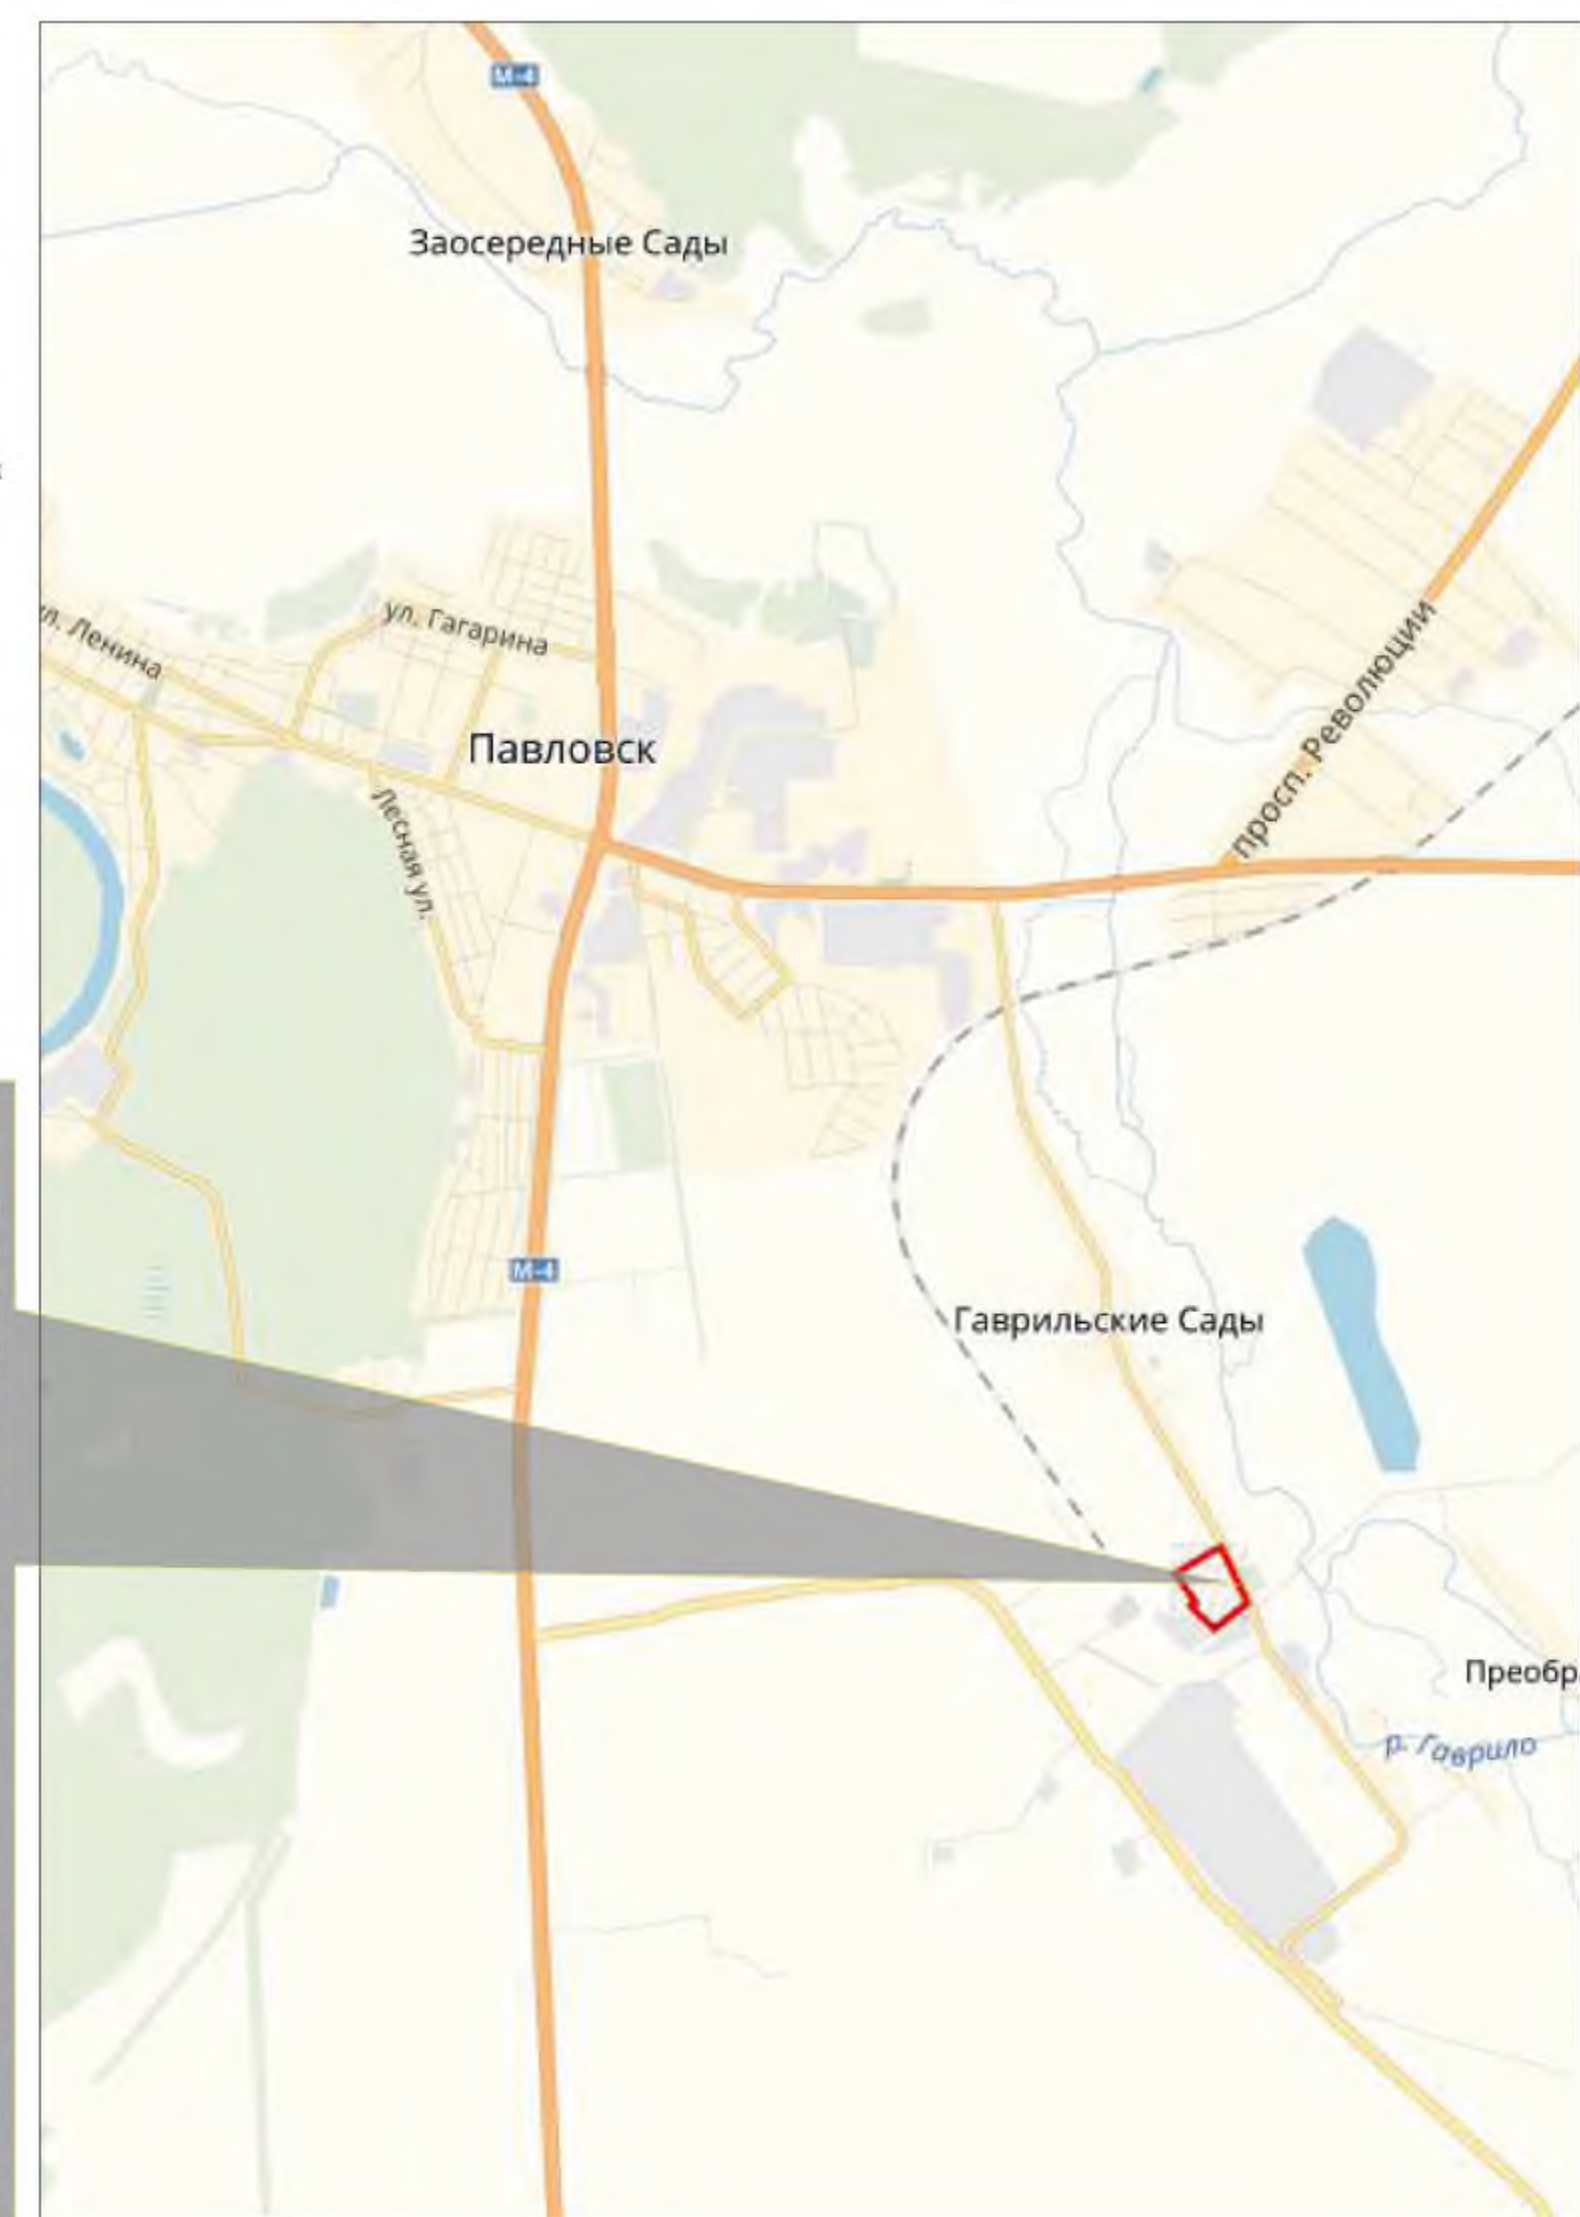 М-4
Заосередные Сады
ул. Ленина
ул. Гагарина
просп. Революции
Павловск
Лесная ул.
М-4
Гаврильские Сады
Преобр
р. Гаврило